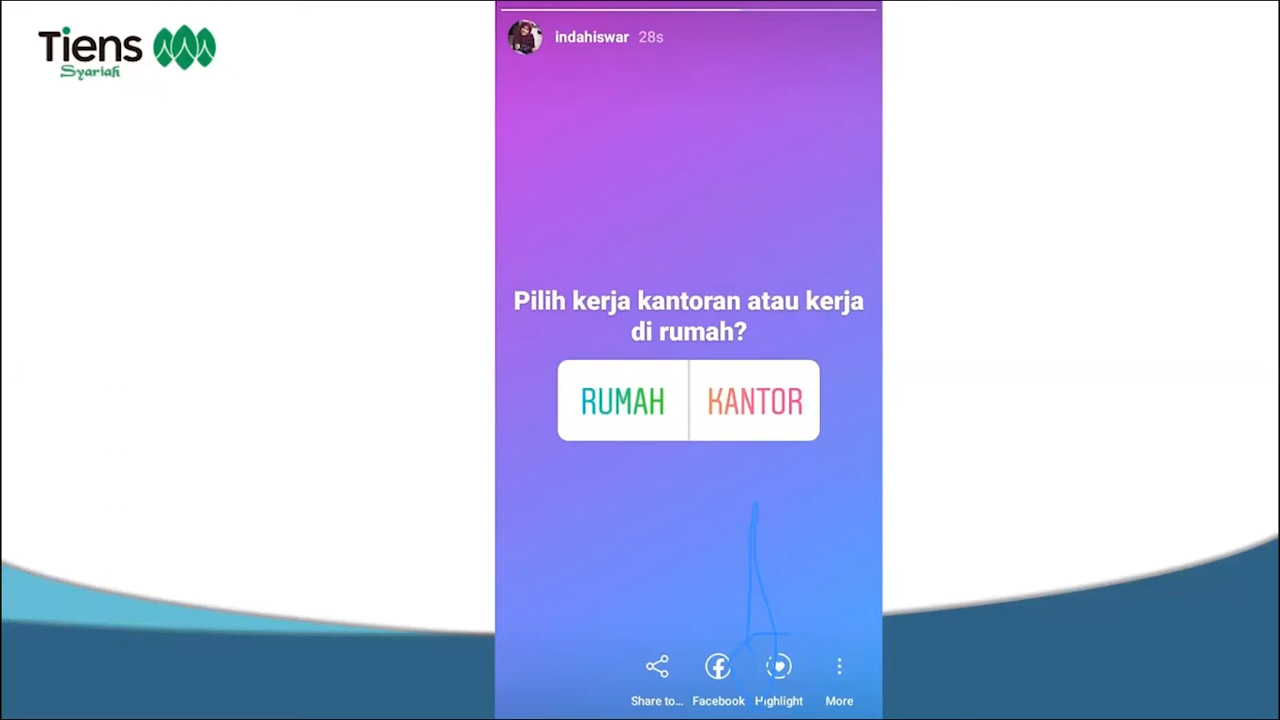 Tiens
Syariah
indahiswar 28s
Pilih kerja kantoran atau kerja
di rumah?
RUMAH KANTOR
Share to... Facebook Highlight More